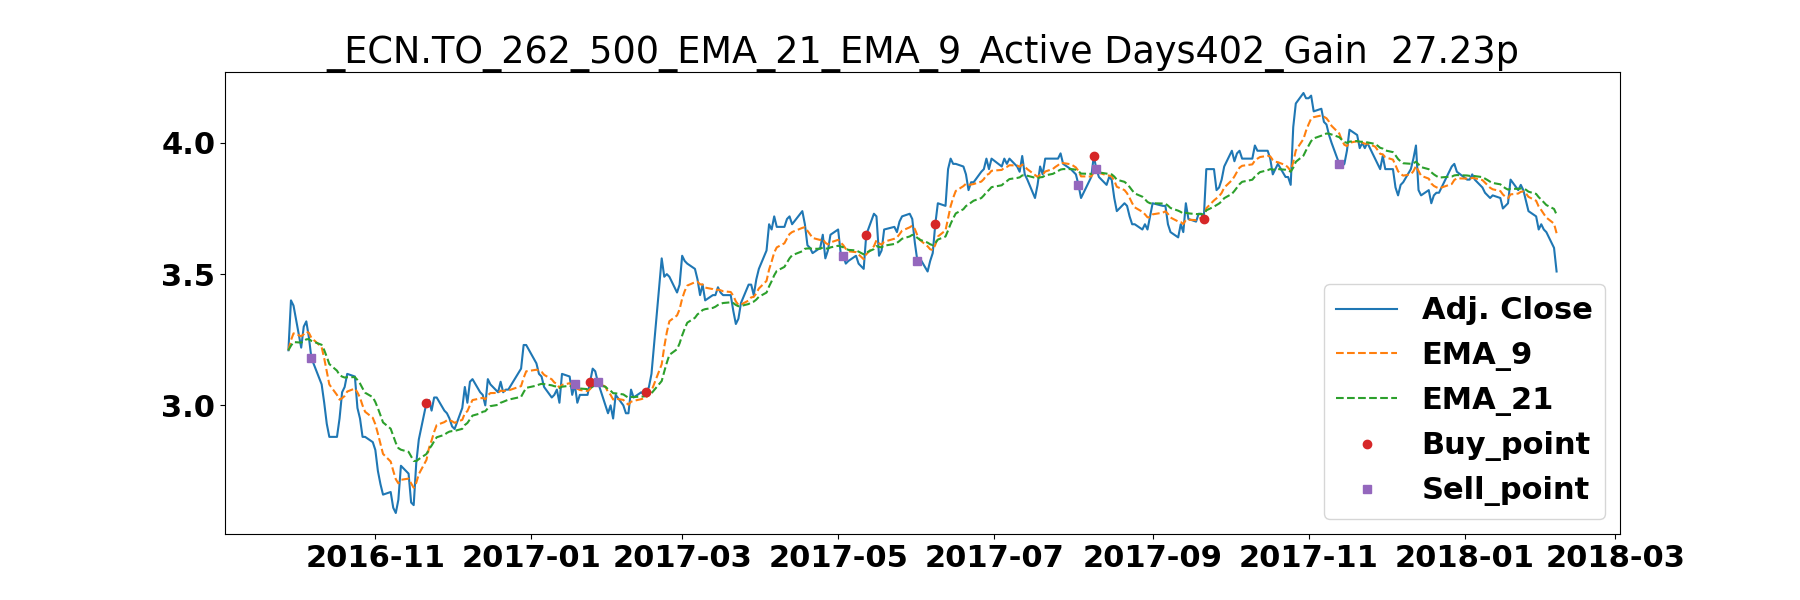 _ECN.TO_262_500_EMA_21_EMA_9_Active Days402_Gain  27.23p
4.0
3.5
3.0
Adj. Close
EMA_9
EMA_21
Buy_point
Sell_point
2016-11 2017-01 2017-03 2017-05 2017-07 2017-09 2017-11 2018-01 2018-03